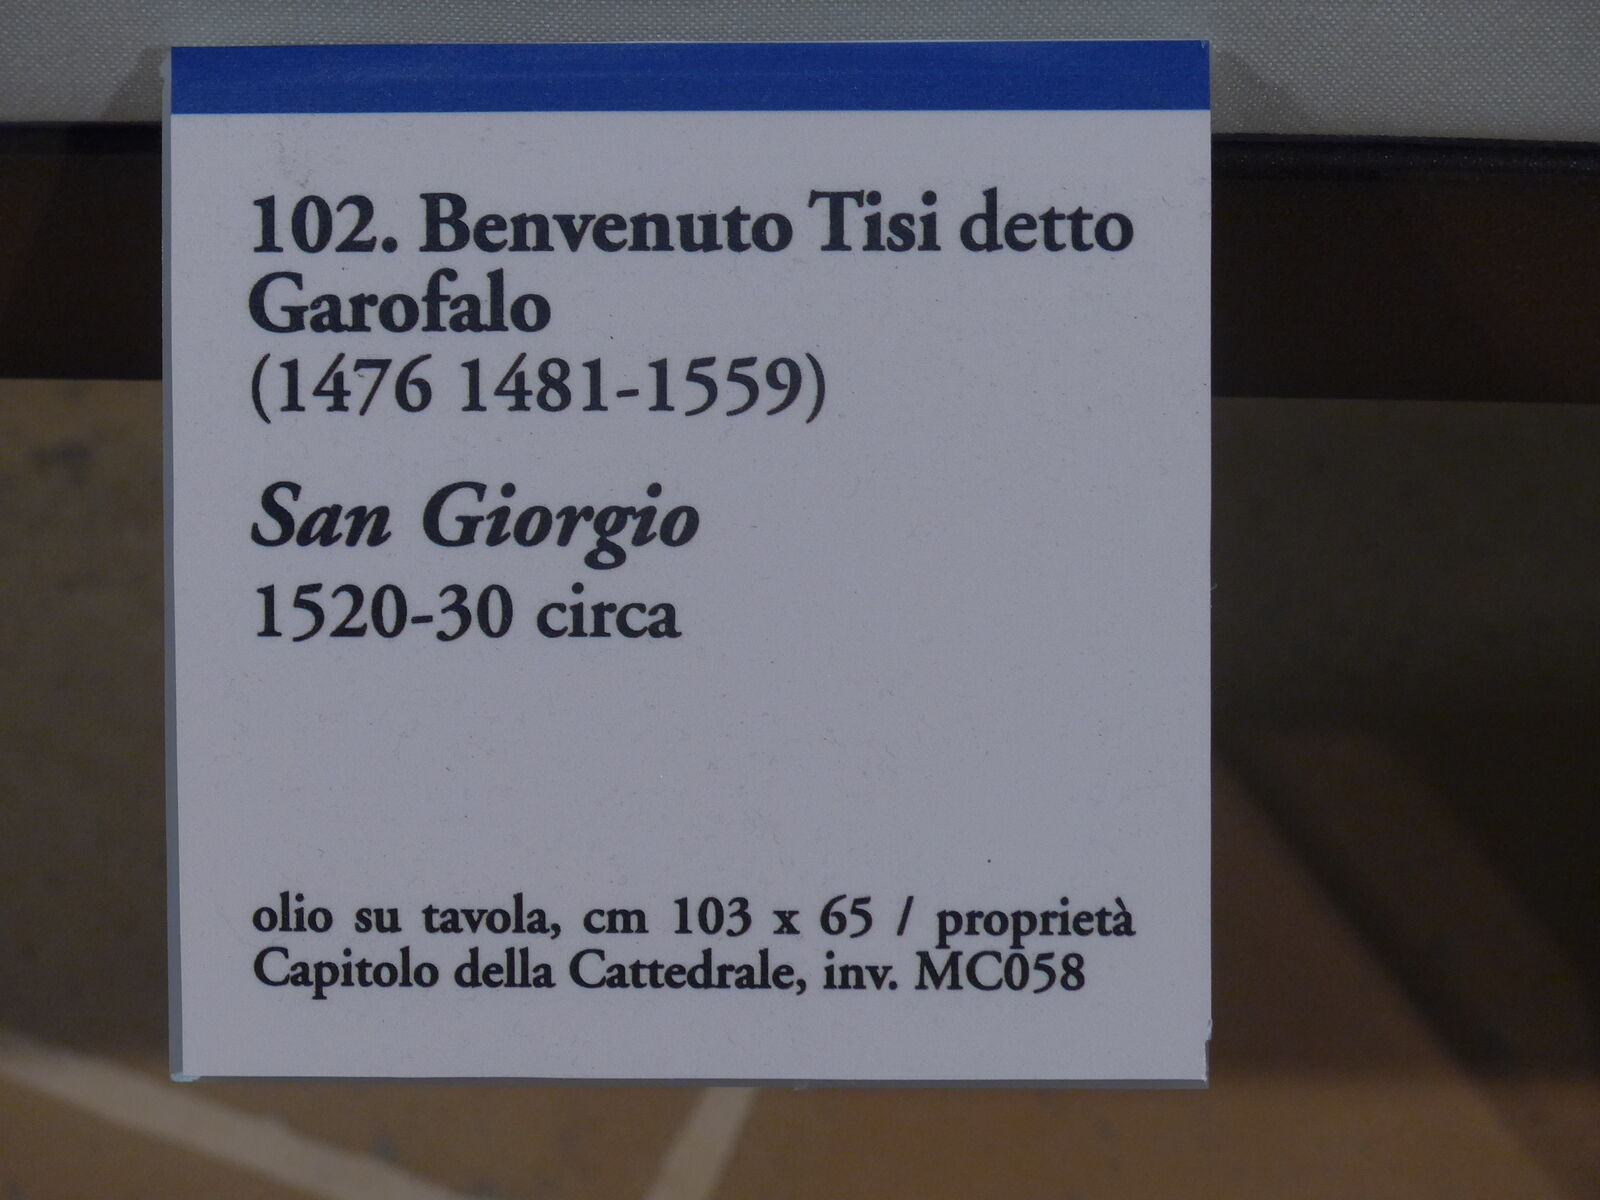 102. Benvenuto Tisi detto
Garofalo
(1476 1481-1559)
San Giorgio
1520-30 circa
olio su tavola, cm 103 x 65 / proprietà
Capitolo della Cattedrale, inv. MC058